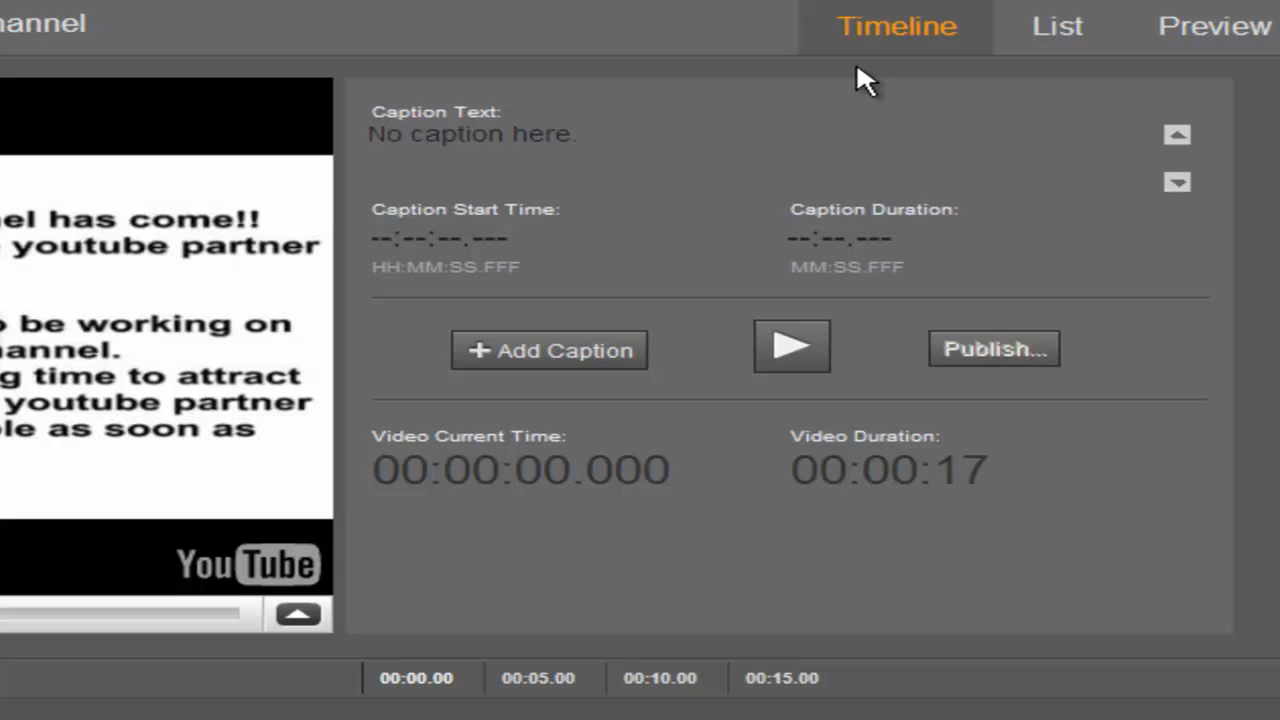 hannel
Timeline
List
Preview
Caption Text:
No caption here.
Caption Start Time:
--:--:--.---
HH:MM:SS.FFF
Caption Duration:
--:--.---
MM:SS.FFF
+ Add Caption
Publish...
Video Current Time:
00:00:00.000
Video Duration:
00:00:17
el has come!!
youtube partner
be working on
annel.
g time to attract
youtube partner
le as soon as
YouTube
00:00.00
00:05.00
00:10.00
00:15.00